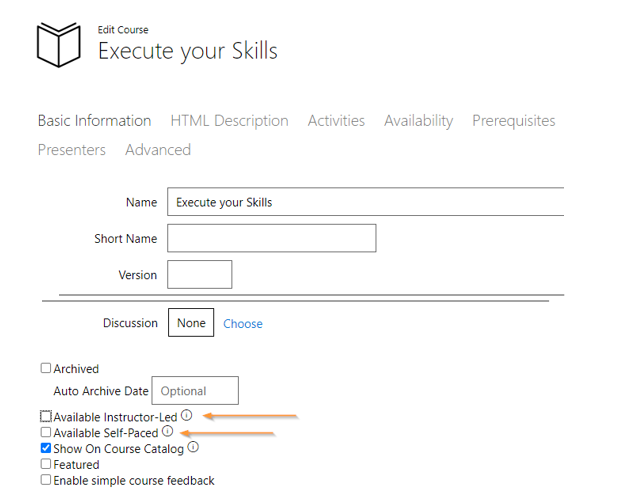 Edit Course
Execute your Skills
Basic Information HTML Description Activities Availability Prerequisites
Presenters Advanced
Name Execute your Skills
Short Name
Version
Discussion None Choose
Archived
Auto Archive Date Optional
Available Instructor-Led
Available Self-Paced
Show On Course Catalog
Featured
Enable simple course feedback